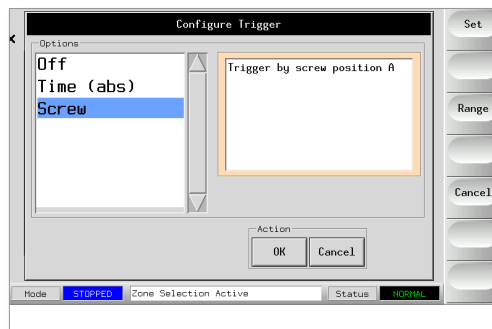 Configure Trigger
Set
Options
Off
Time (abs)
Screw
Trigger by screw position A
Range
Cancel
Action
OK
Cancel
Mode
STOPPED
Zone Selection Active
Status
NORMAL